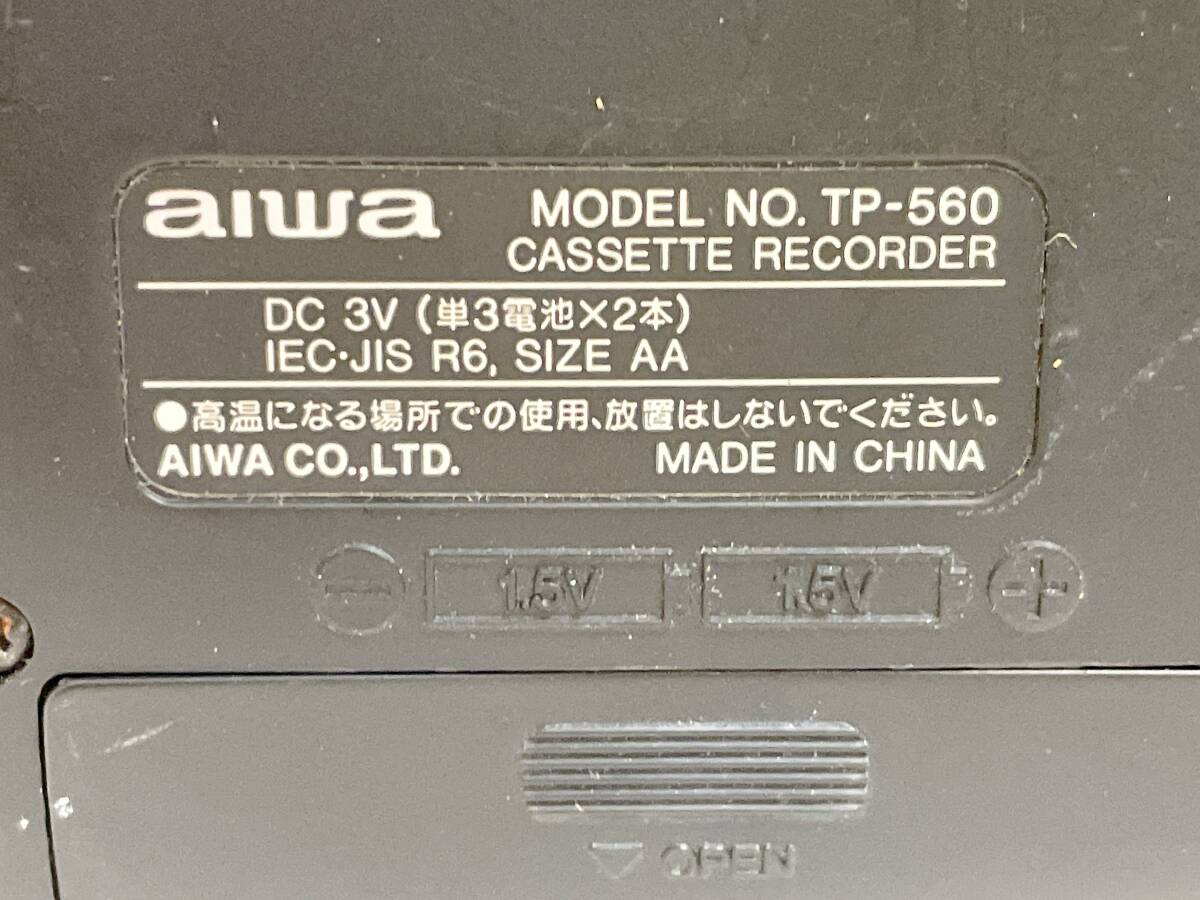 aiwa MODEL NO. TP-560
CASSETTE RECORDER
DC 3V (単3電池×2本)
IEC·JIS R6, SIZE AA
●高温になる場所での使用、放置はしないでください。
AIWA CO.,LTD. MADE IN CHINA
− 1.5V 1.5V +
OPEN